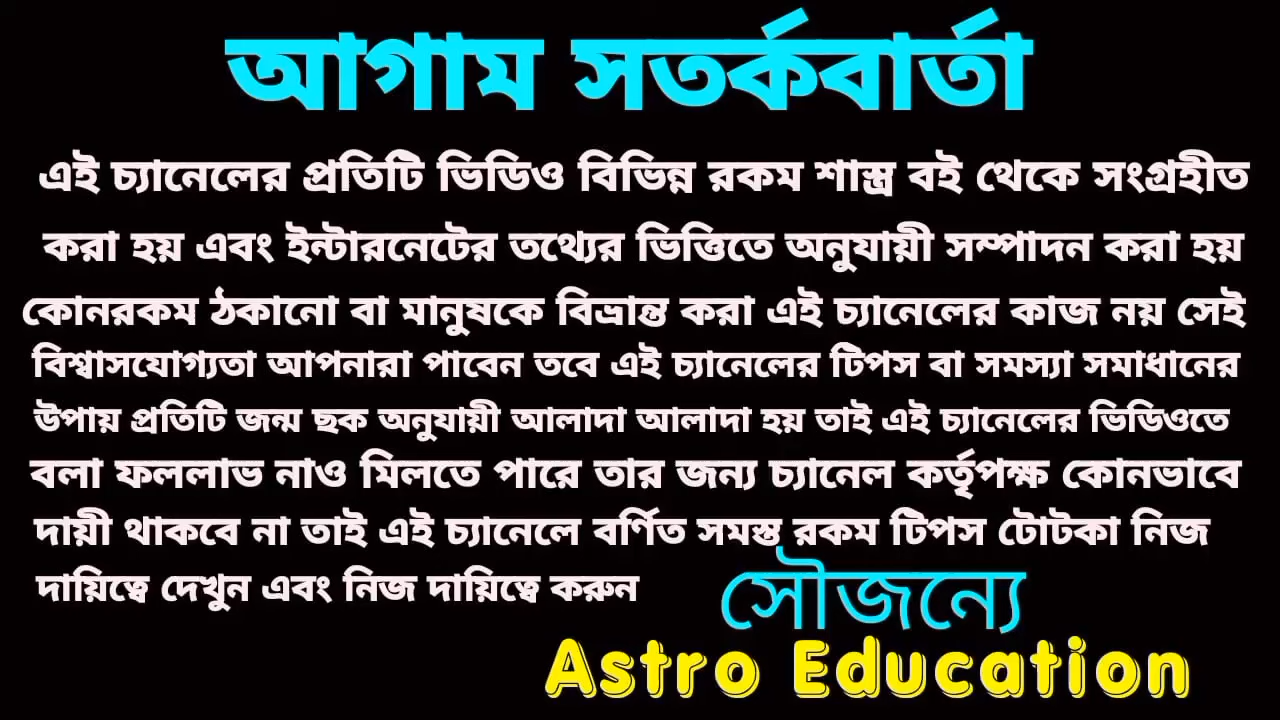 আগাম সতর্কবার্তা
এই চ্যানেলের প্রতিটি ভিডিও বিভিন্ন রকম শাস্ত্র বই থেকে সংগ্রহীত
করা হয় এবং ইন্টারনেটের তথ্যের ভিত্তিতে অনুযায়ী সম্পাদন করা হয়
কোনরকম ঠকানো বা মানুষকে বিভ্রান্ত করা এই চ্যানেলের কাজ নয় সেই
বিশ্বাসযোগ্যতা আপনারা পাবেন তবে এই চ্যানেলের টিপস বা সমস্যা সমাধানের
উপায় প্রতিটি জন্ম ছক অনুযায়ী আলাদা আলাদা হয় তাই এই চ্যানেলের ভিডিওতে
বলা ফললাভ নাও মিলতে পারে তার জন্য চ্যানেল কর্তৃপক্ষ কোনভাবে
দায়ী থাকবে না তাই এই চ্যানেলে বর্ণিত সমস্ত রকম টিপস টোটকা নিজ
দায়িত্বে দেখুন এবং নিজ দায়িত্বে করুন
সৌজন্যে
Astro Education